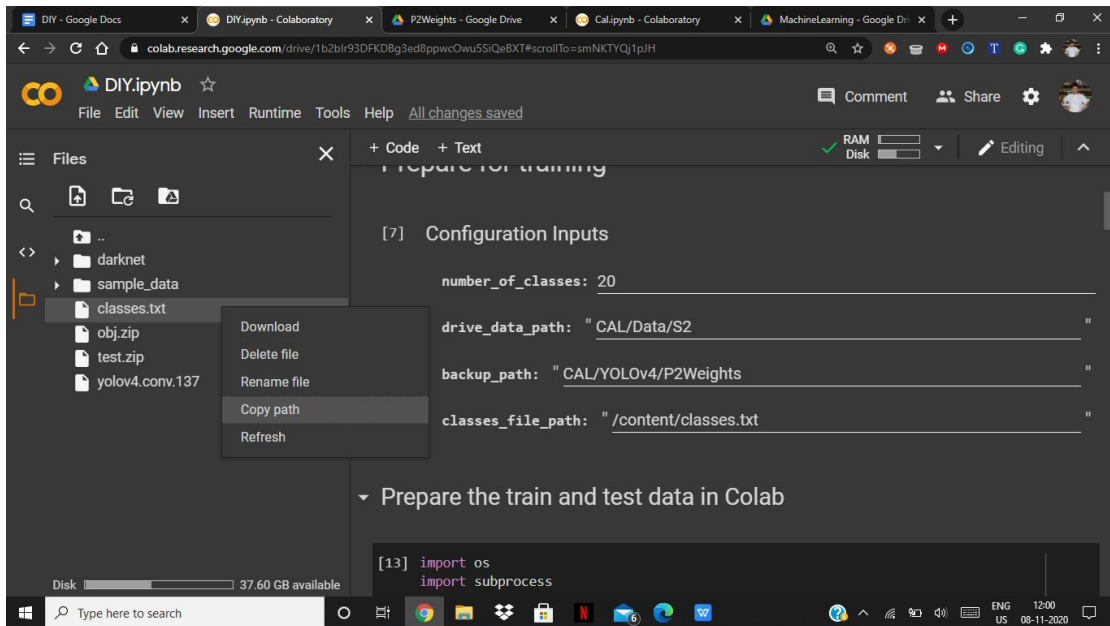 DIY - Google Docs
DIY.ipynb - Colaboratory
P2Weights - Google Drive
Cal.ipynb - Colaboratory
MachineLearning - Google Dri
colab.research.google.com/drive/1b2bIr93DFKDBg3ed8ppwcOwu5SiQeBXT#scrollTo=smNKTYQj1pJH
DIY.ipynb
File Edit View Insert Runtime Tools Help All changes saved
Comment
Share
Files
+ Code + Text
RAM
Disk
Editing
Prepare for training
..
darknet
sample_data
classes.txt
obj.zip
test.zip
yolov4.conv.137
Download
Delete file
Rename file
Copy path
Refresh
[7] Configuration Inputs
number_of_classes: 20
drive_data_path: "CAL/Data/S2"
backup_path: "CAL/YOLOv4/P2Weights"
classes_file_path: "/content/classes.txt"
Prepare the train and test data in Colab
[13] import os
import subprocess
Disk 37.60 GB available
Type here to search
ENG 12:00
US 08-11-2020